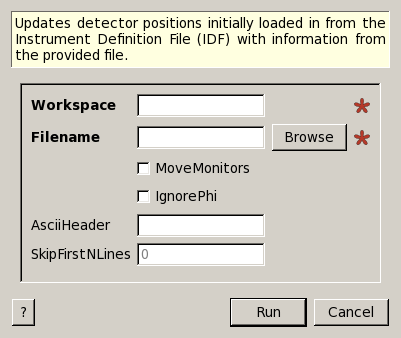 Updates detector positions initially loaded in from the
Instrument Definition File (IDF) with information from
the provided file.
Workspace
Filename
Browse
MoveMonitors
IgnorePhi
AsciiHeader
SkipFirstNLines
0
?
Run
Cancel